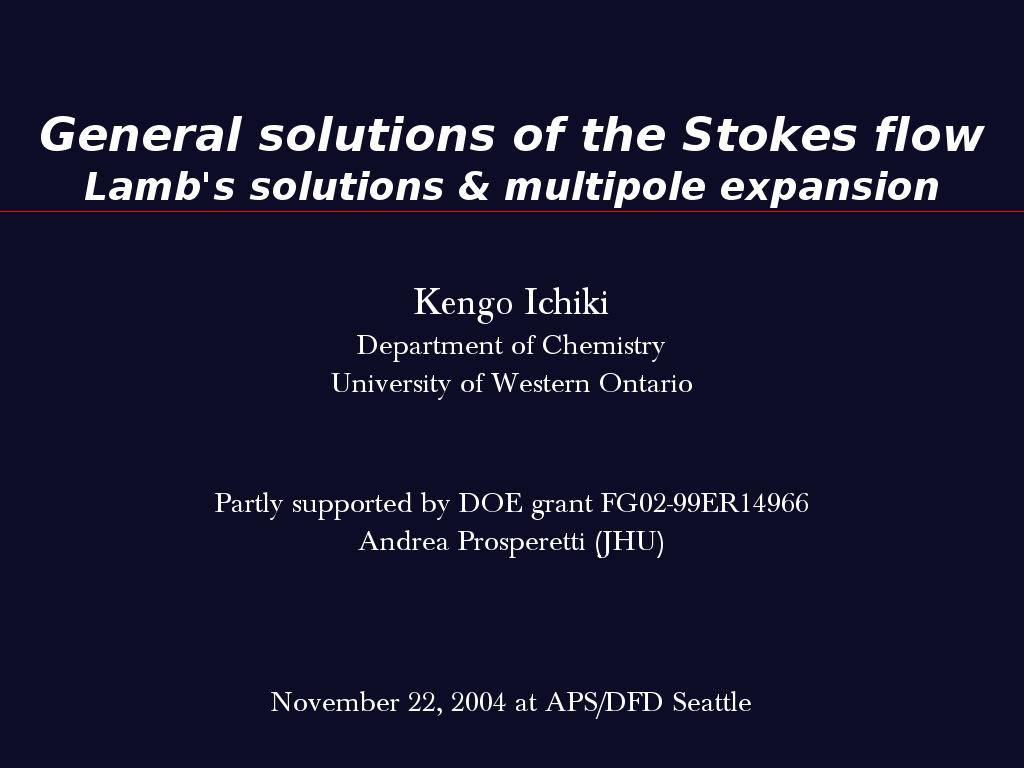 General solutions of the Stokes flow
Lamb's solutions & multipole expansion
Kengo Ichiki
Department of Chemistry
University of Western Ontario
Partly supported by DOE grant FG02-99ER14966
Andrea Prosperetti (JHU)
November 22, 2004 at APS/DFD Seattle